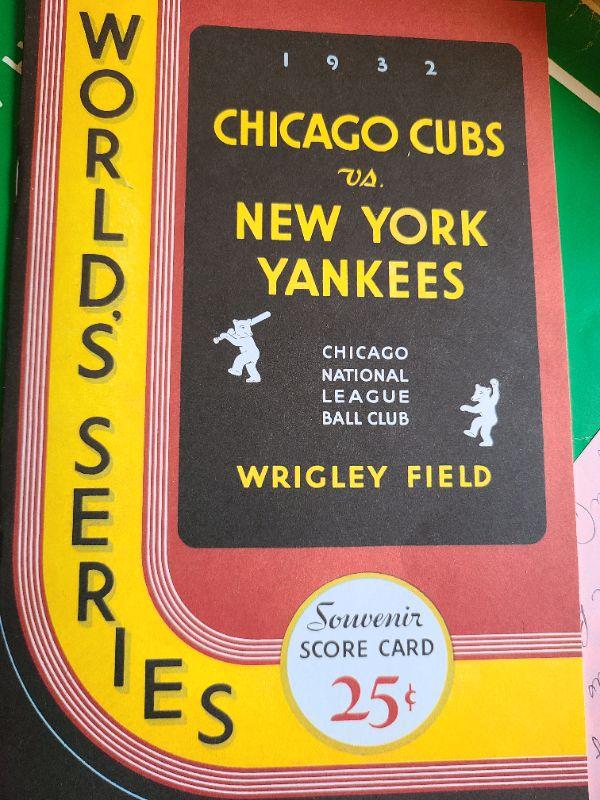 WORLD'S SERIES
1932
CHICAGO CUBS
vs.
NEW YORK
YANKEES
CHICAGO
NATIONAL
LEAGUE
BALL CLUB
WRIGLEY FIELD
Souvenir
SCORE CARD
25¢